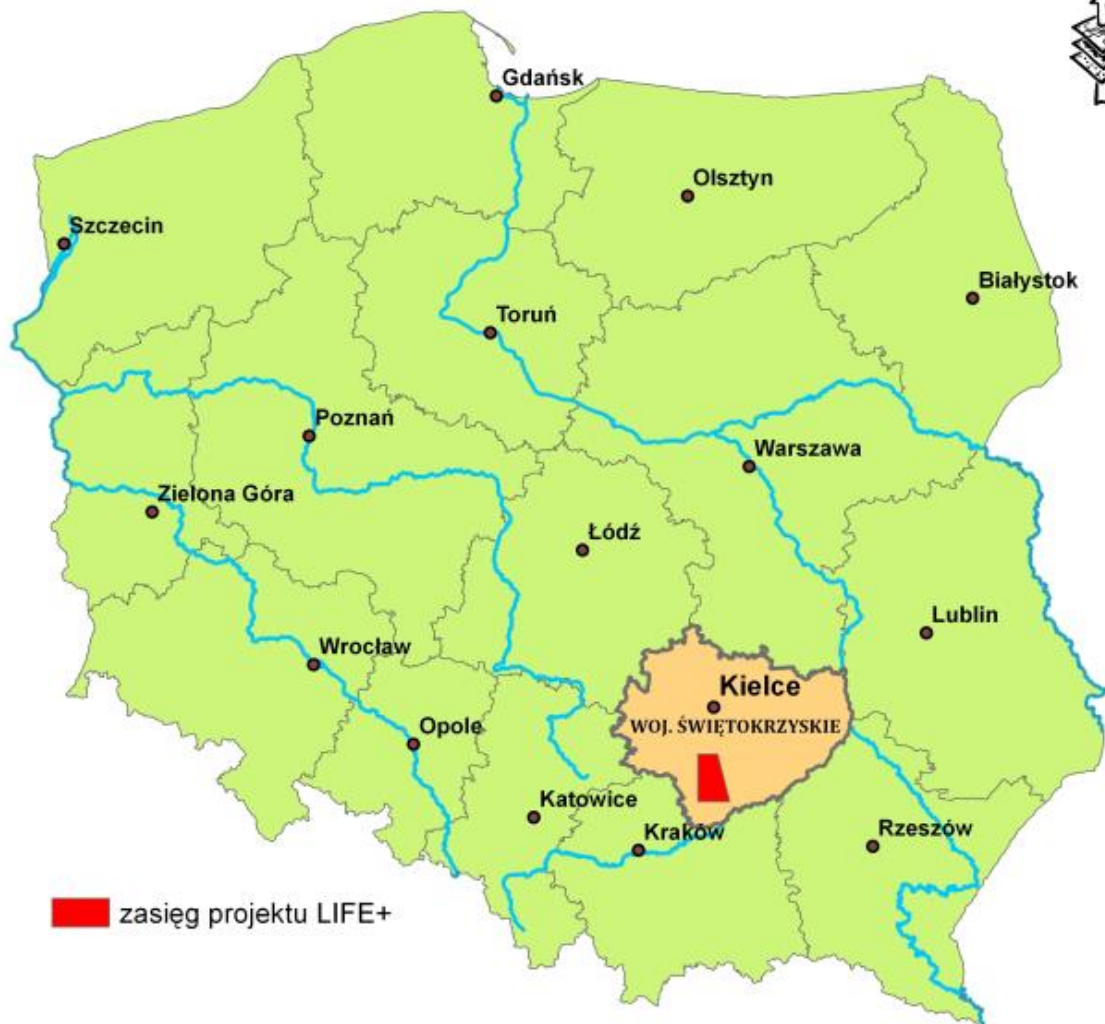 Gdańsk
Olsztyn
Szczecin
Białystok
Toruń
Poznań
Warszawa
Zielona Góra
Łódź
Lublin
Wrocław
Kielce
WOJ. ŚWIĘTOKRZYSKIE
Opole
Katowice
Kraków
Rzeszów
zasięg projektu LIFE+